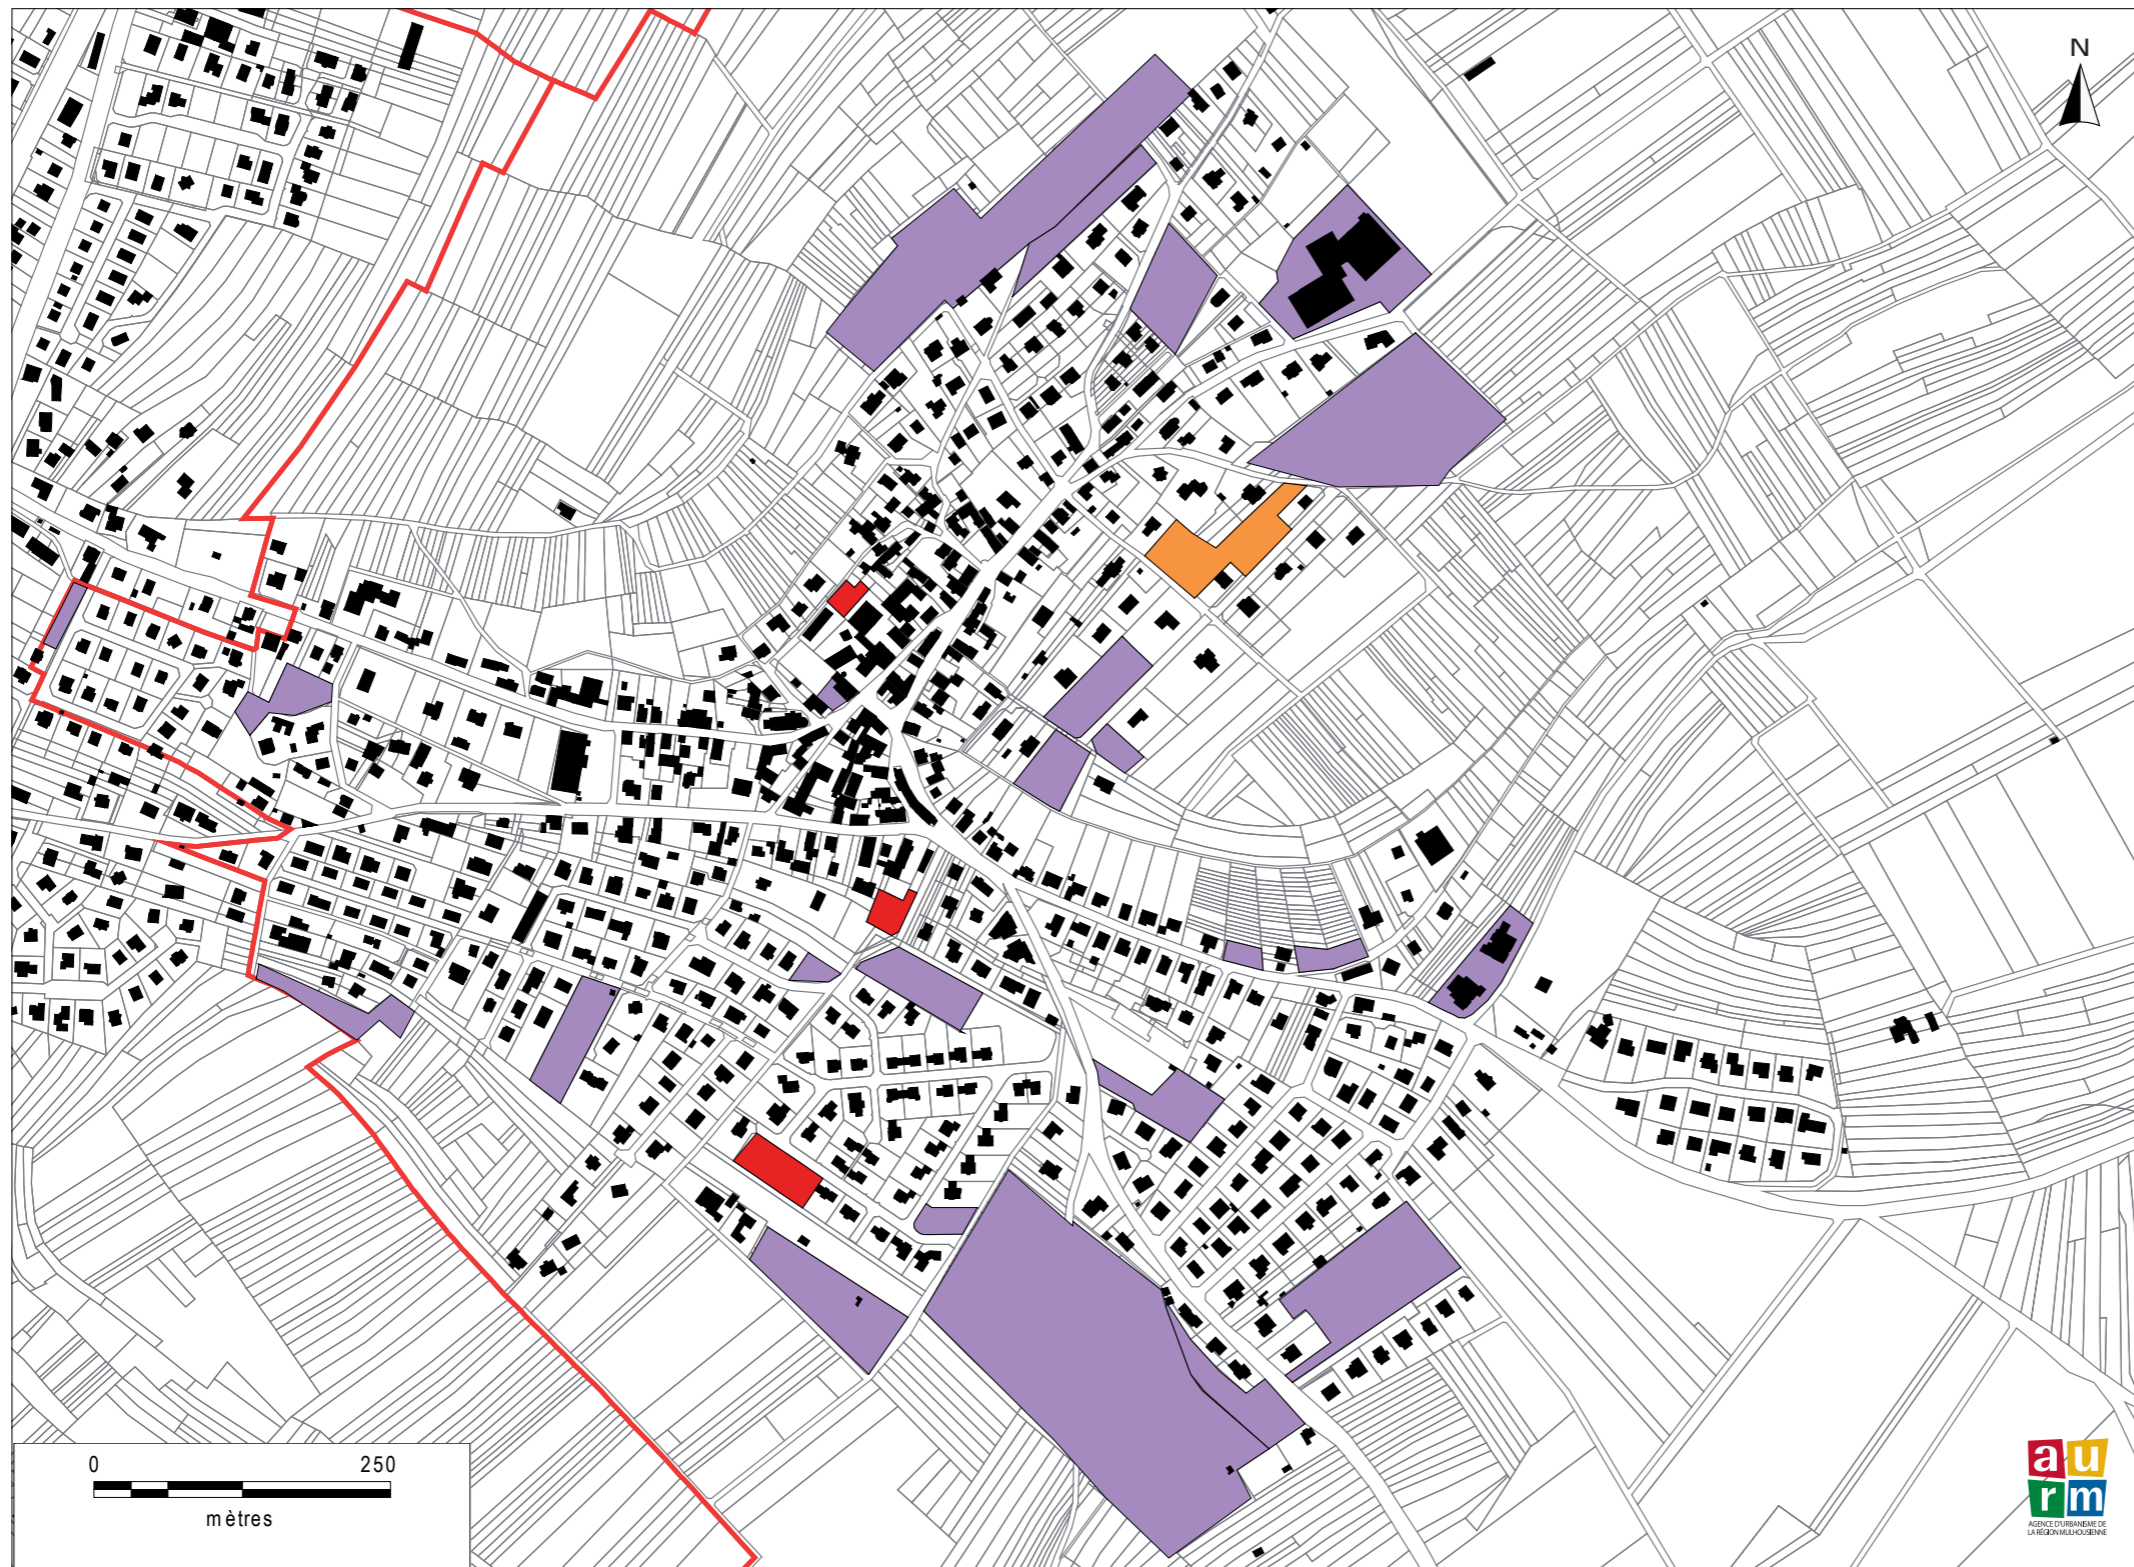 N
0 250
mètres
a u
r m
AGENCE D'URBANISME DE
LA RÉGION MULHOUSIENNE